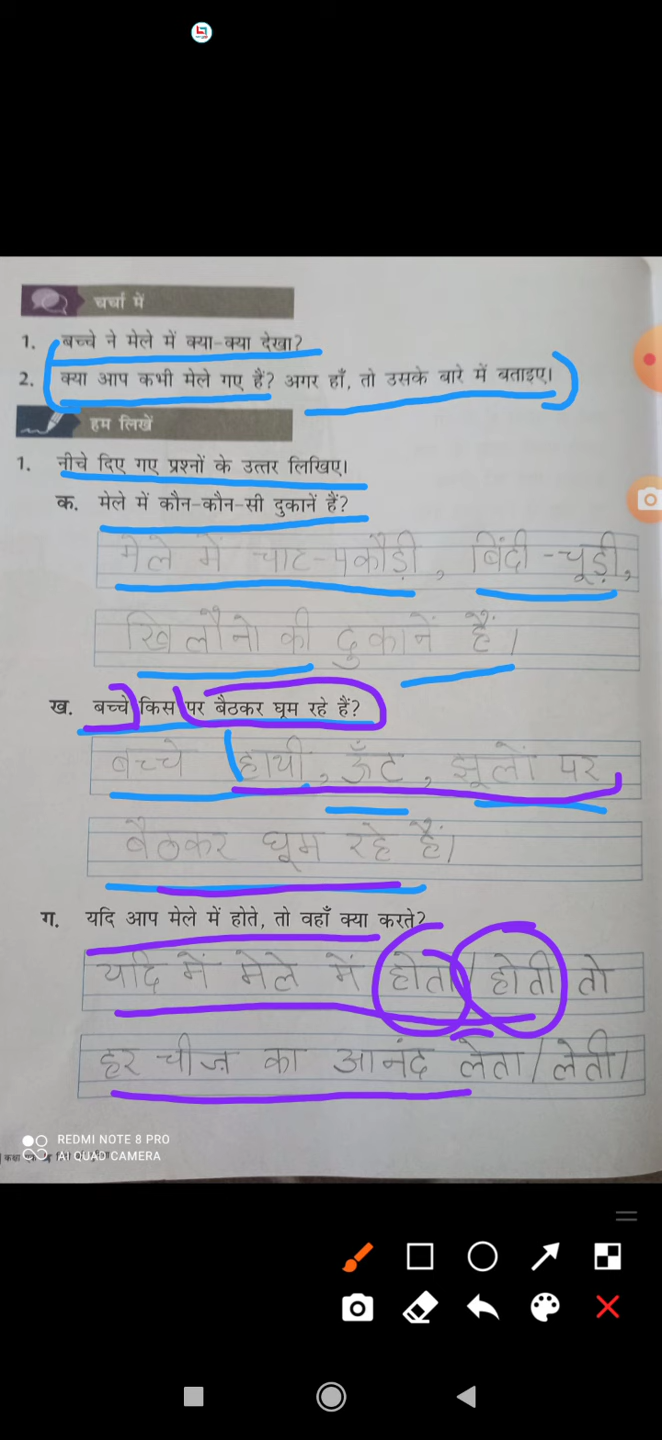 चर्चा में
1. बच्चे ने मेले में क्या-क्या देखा?
2. क्या आप कभी मेले गए हैं? अगर हाँ, तो उसके बारे में बताइए।
हम लिखें
1. नीचे दिए गए प्रश्नों के उत्तर लिखिए।
क. मेले में कौन-कौन-सी दुकानें हैं?
मेले में चाट-पकौड़ी, बिंदी-चूड़ी,
खिलौनो की दुकानें हैं।
ख. बच्चे किस पर बैठकर घूम रहे हैं?
बच्चे हाथी, ऊँट, झूलों पर
बैठकर घूम रहे हैं।
ग. यदि आप मेले में होते, तो वहाँ क्या करते?
यदि मैं मेले में होता/होती तो
हर चीज़ का आनंद लेता/लेती।
REDMI NOTE 8 PRO
AI QUAD CAMERA